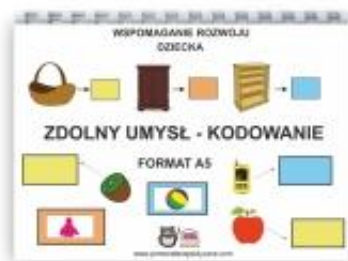 WSPOMAGANIE ROZWOJU
DZIECKA
ZDOLNY UMYSŁ - KODOWANIE
FORMAT A5